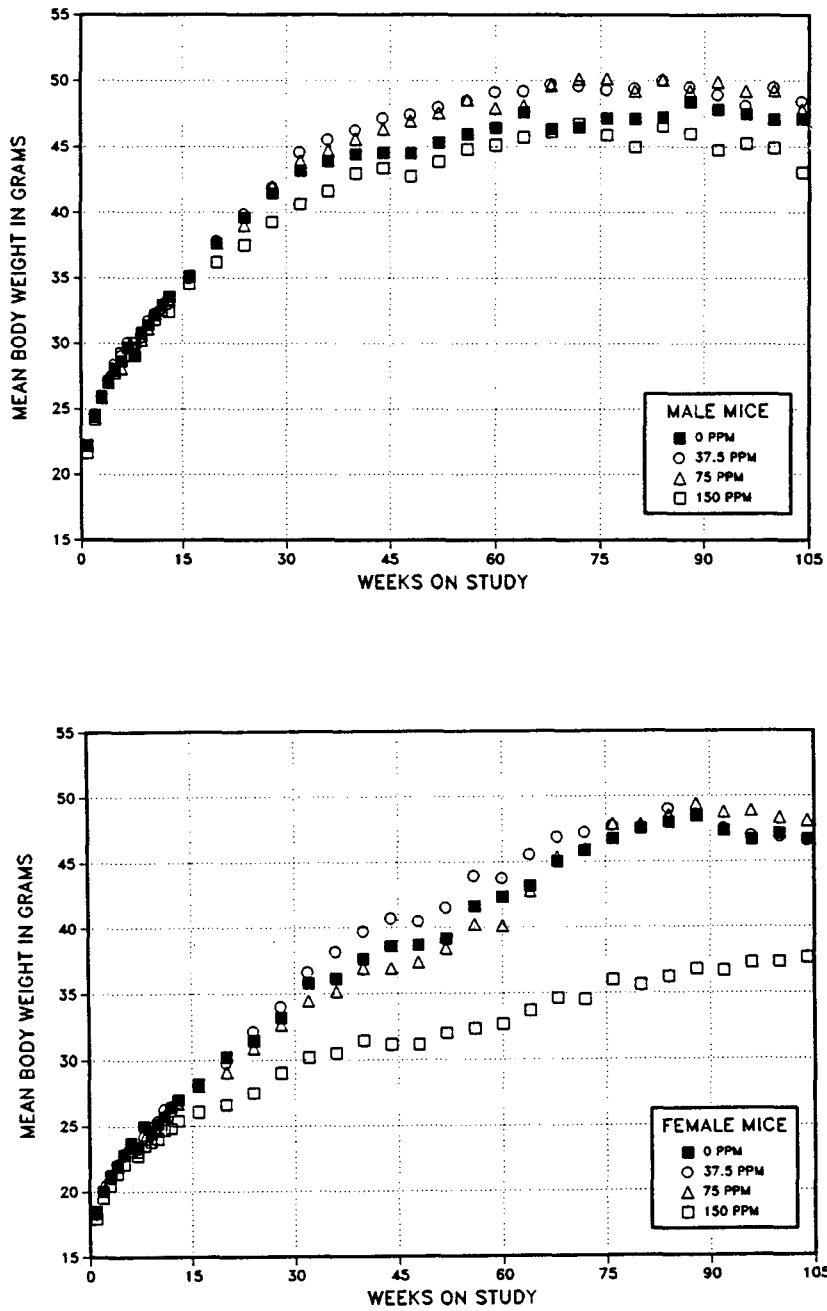 55
50
45
40
35
30
25
20
15
MEAN BODY WEIGHT IN GRAMS
MALE MICE
0 PPM
37.5 PPM
75 PPM
150 PPM
0 15 30 45 60 75 90 105
WEEKS ON STUDY
55
50
45
40
35
30
25
20
15
MEAN BODY WEIGHT IN GRAMS
FEMALE MICE
0 PPM
37.5 PPM
75 PPM
150 PPM
0 15 30 45 60 75 90 105
WEEKS ON STUDY